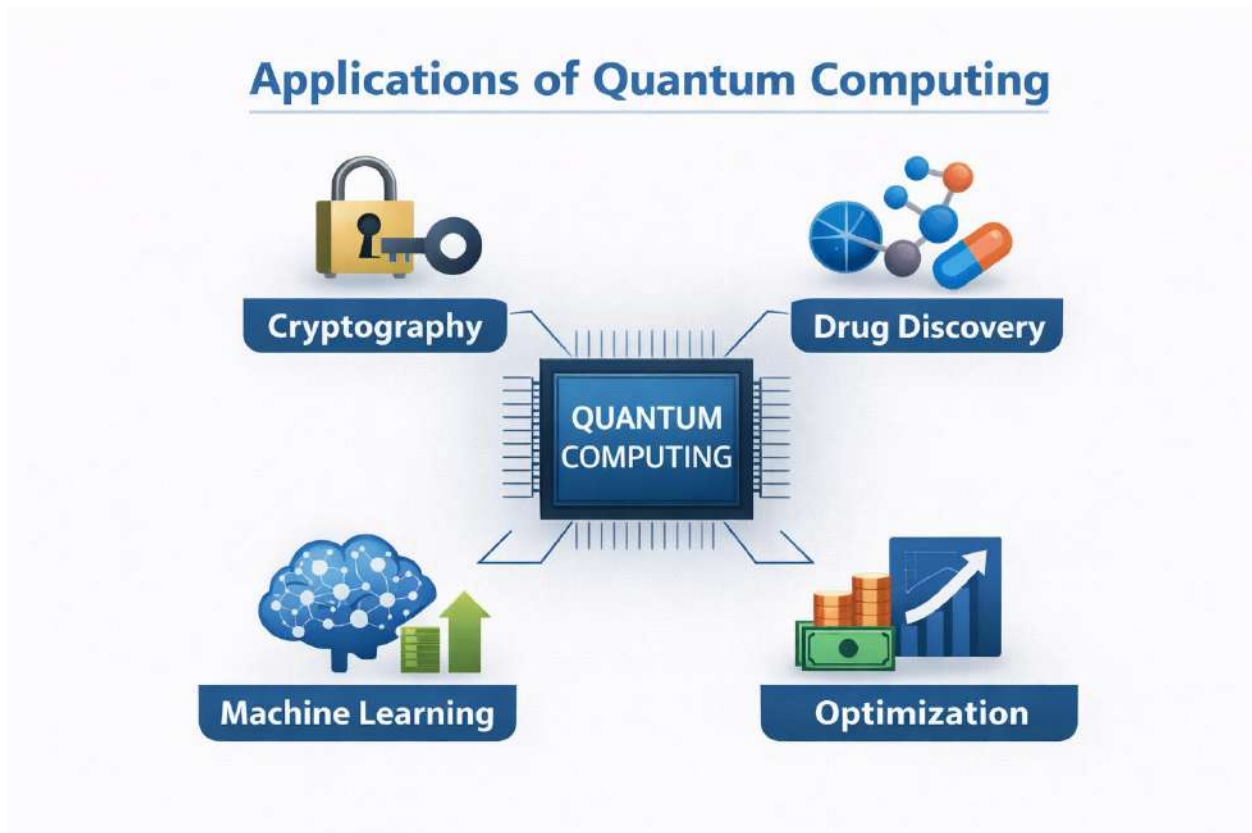 Applications of Quantum Computing
Cryptography
Drug Discovery
QUANTUM
COMPUTING
Machine Learning
Optimization